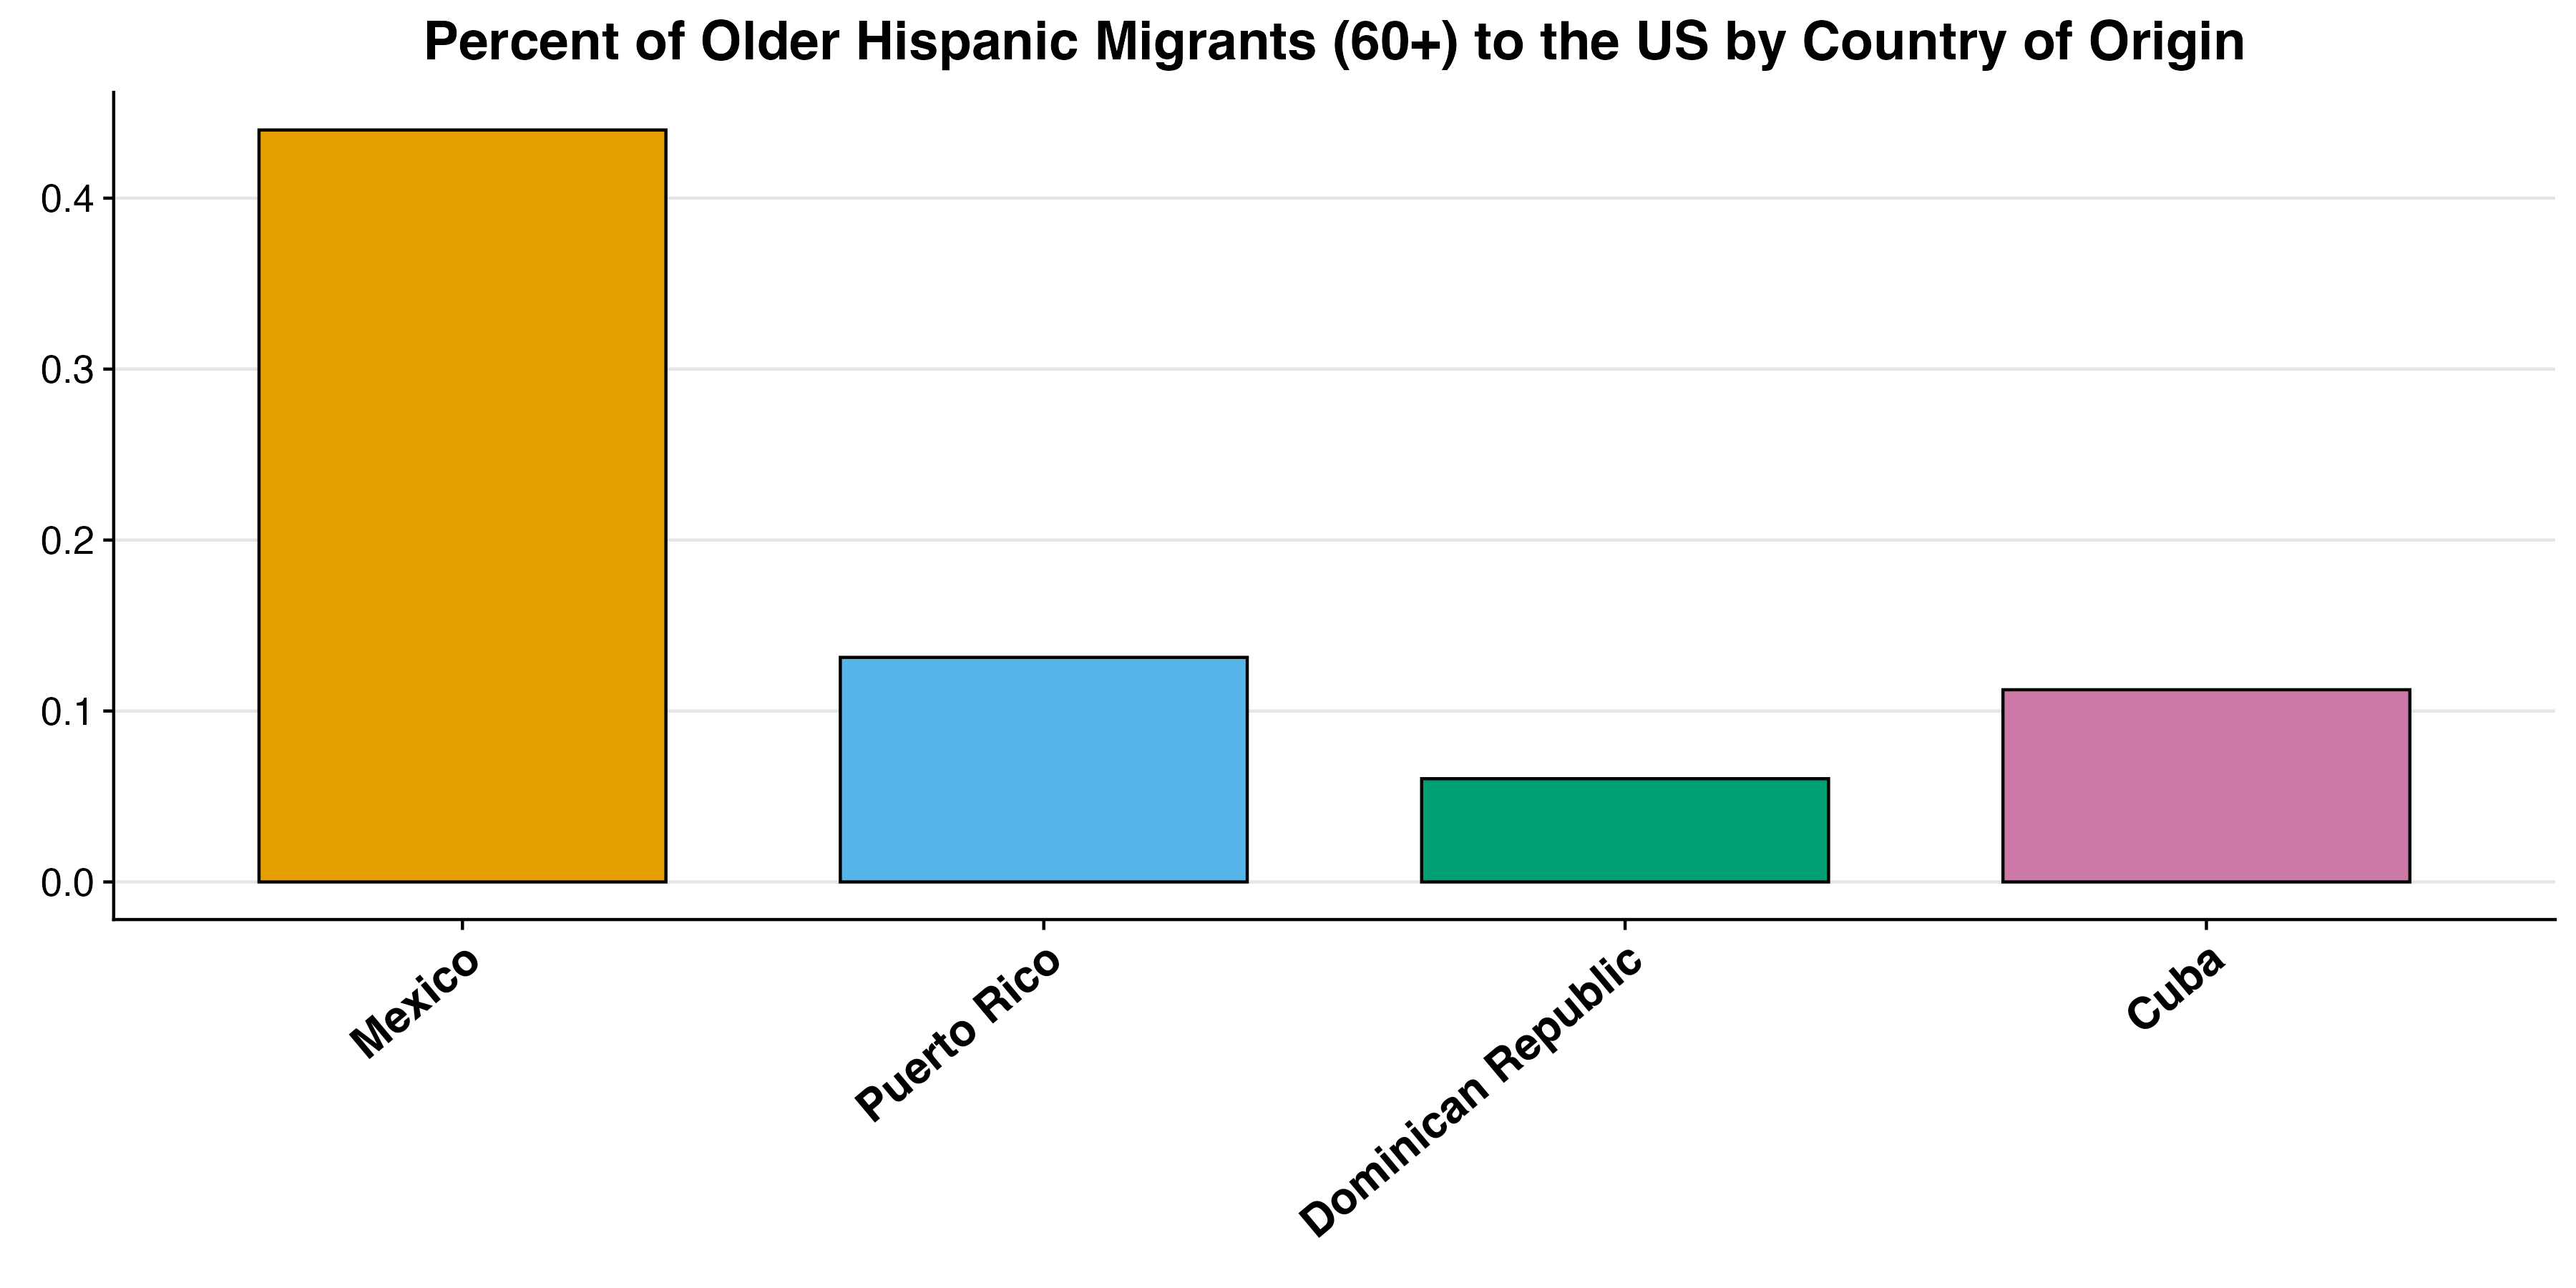 Percent of Older Hispanic Migrants (60+) to the US by Country of Origin
0.4
0.3
0.2
0.1
0.0
Mexico
Puerto Rico
Dominican Republic
Cuba